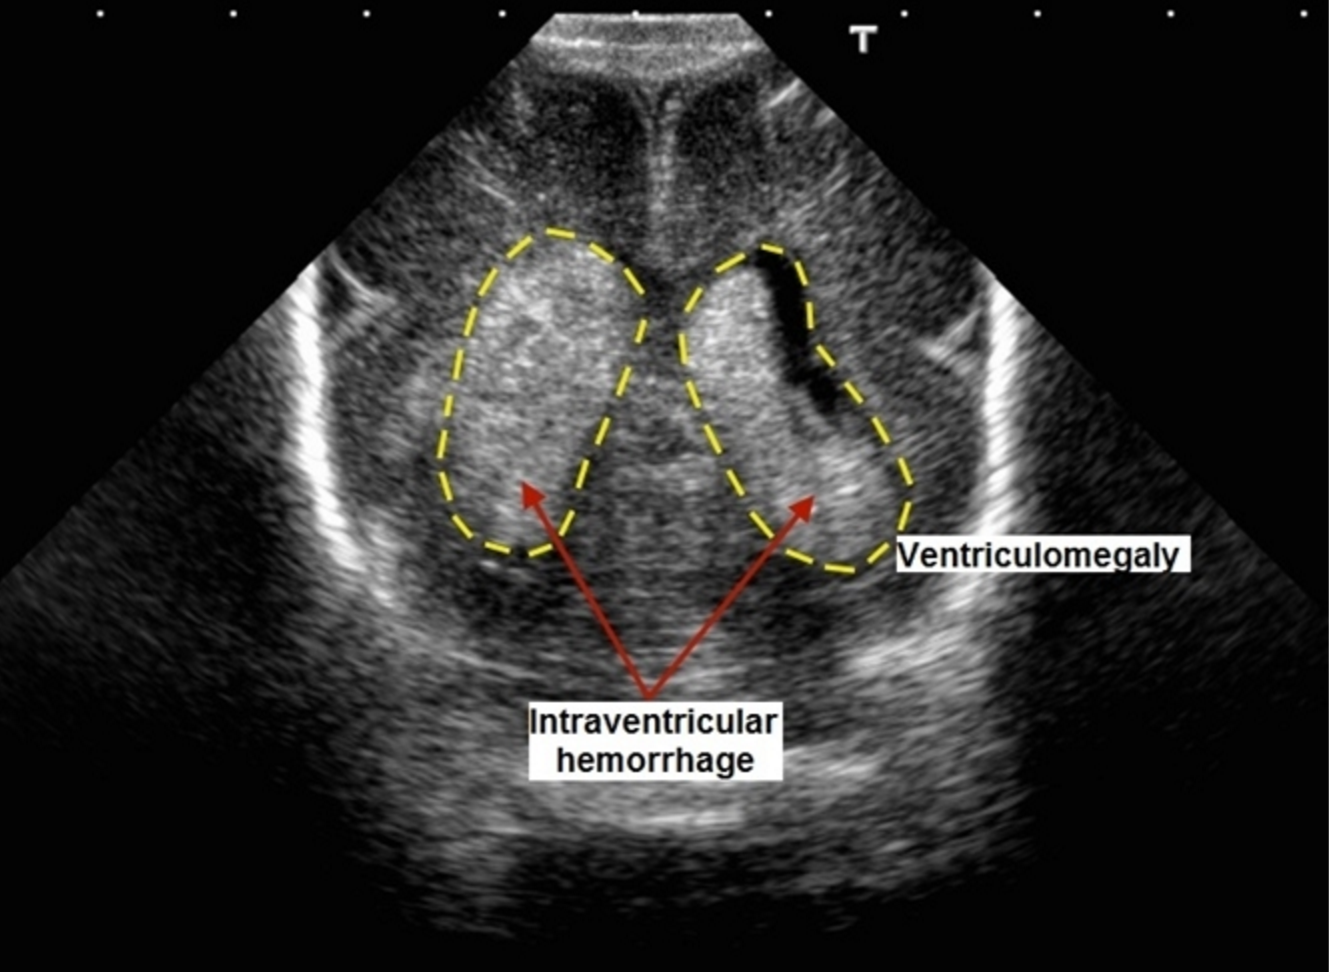 T
Ventriculomegaly
Intraventricular
hemorrhage